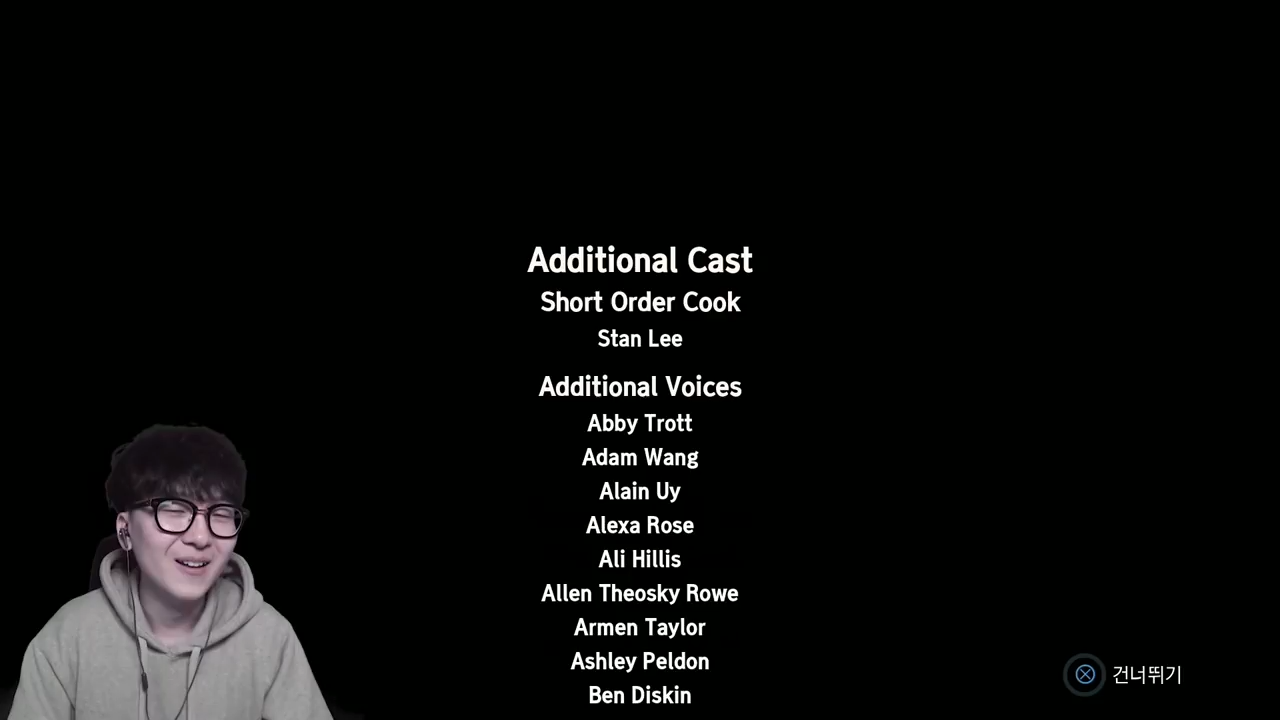 Additional Cast
Short Order Cook
Stan Lee
Additional Voices
Abby Trott
Adam Wang
Alain Uy
Alexa Rose
Ali Hillis
Allen Theosky Rowe
Armen Taylor
Ashley Peldon
Ben Diskin
건너뛰기